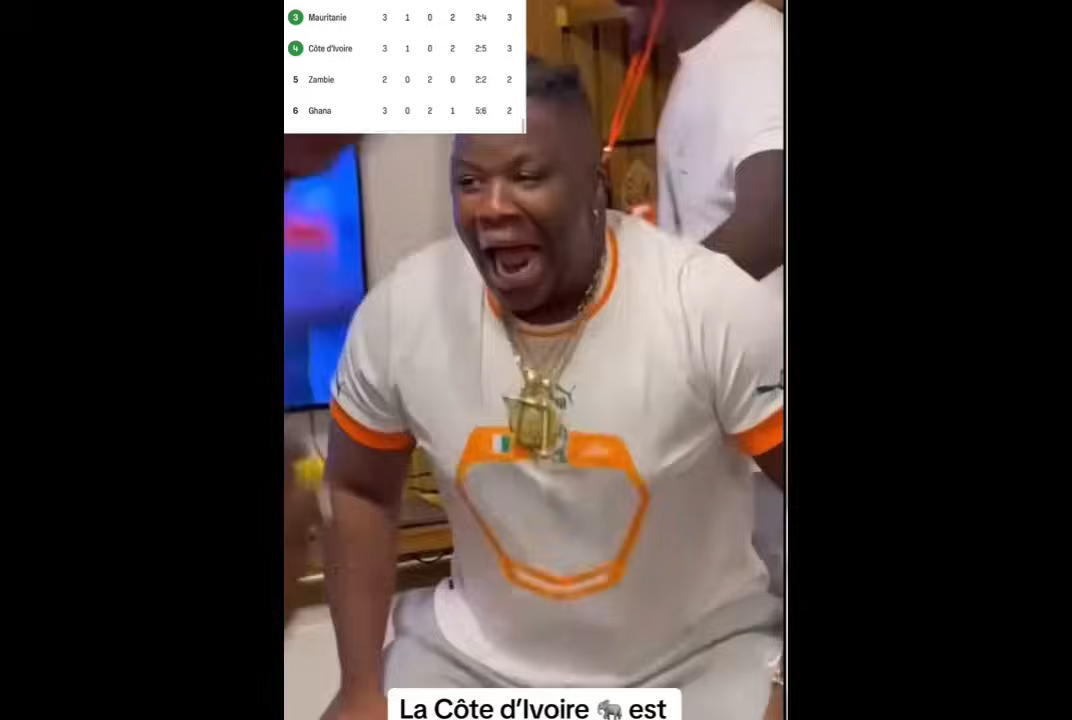 3 Mauritanie 3 1 0 2 3:4 3
4 Côte d'Ivoire 3 1 0 2 2:5 3
5 Zambie 2 0 2 0 2:2 2
6 Ghana 3 0 2 1 5:6 2
La Côte d'Ivoire 🐘 est